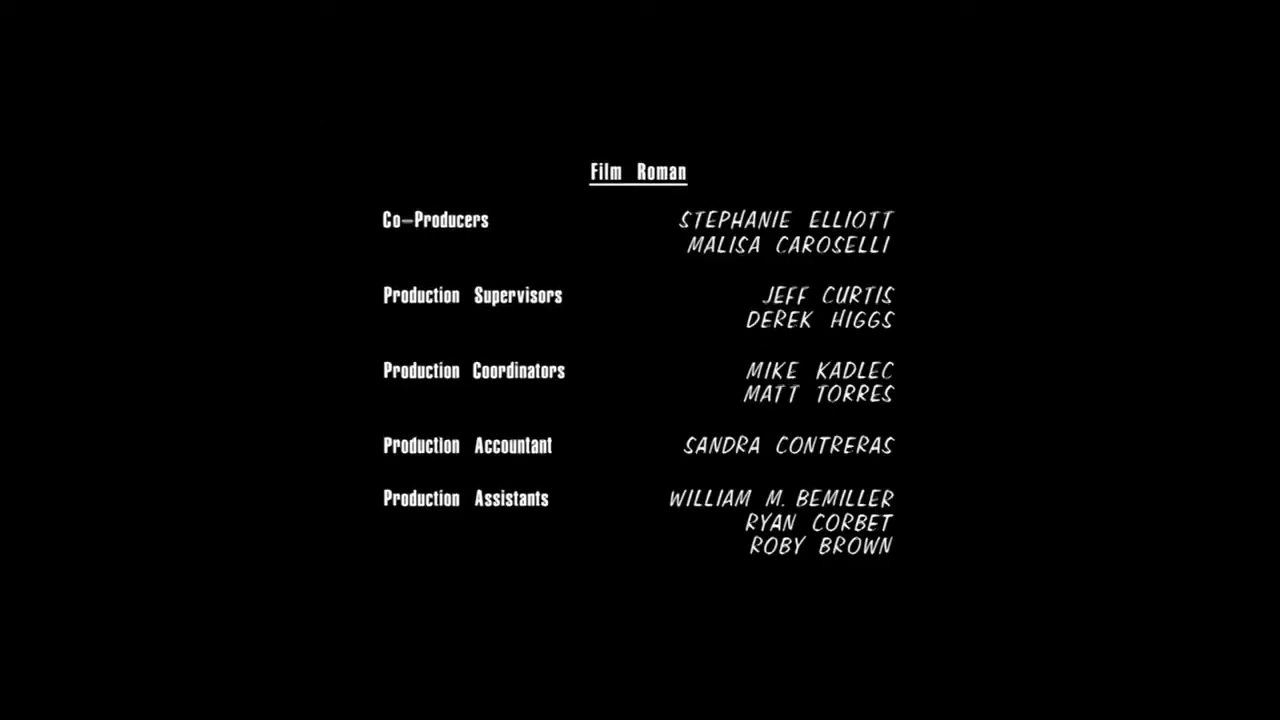 Film Roman
Co-Producers STEPHANIE ELLIOTT
MALISA CAROSELLI
Production Supervisors JEFF CURTIS
DEREK HIGGS
Production Coordinators MIKE KADLEC
MATT TORRES
Production Accountant SANDRA CONTRERAS
Production Assistants WILLIAM M. BEMILLER
RYAN CORBET
ROBY BROWN